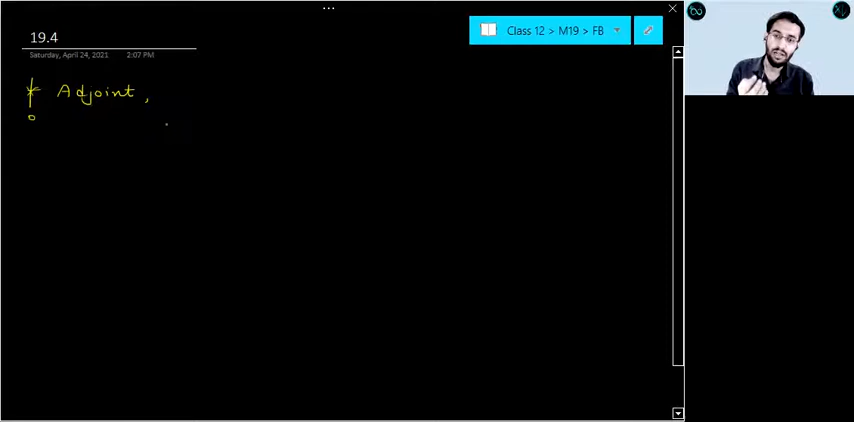 Class 12 > M19 > FB
19.4
Saturday, April 24, 2021 2:07 PM
Adjoint,